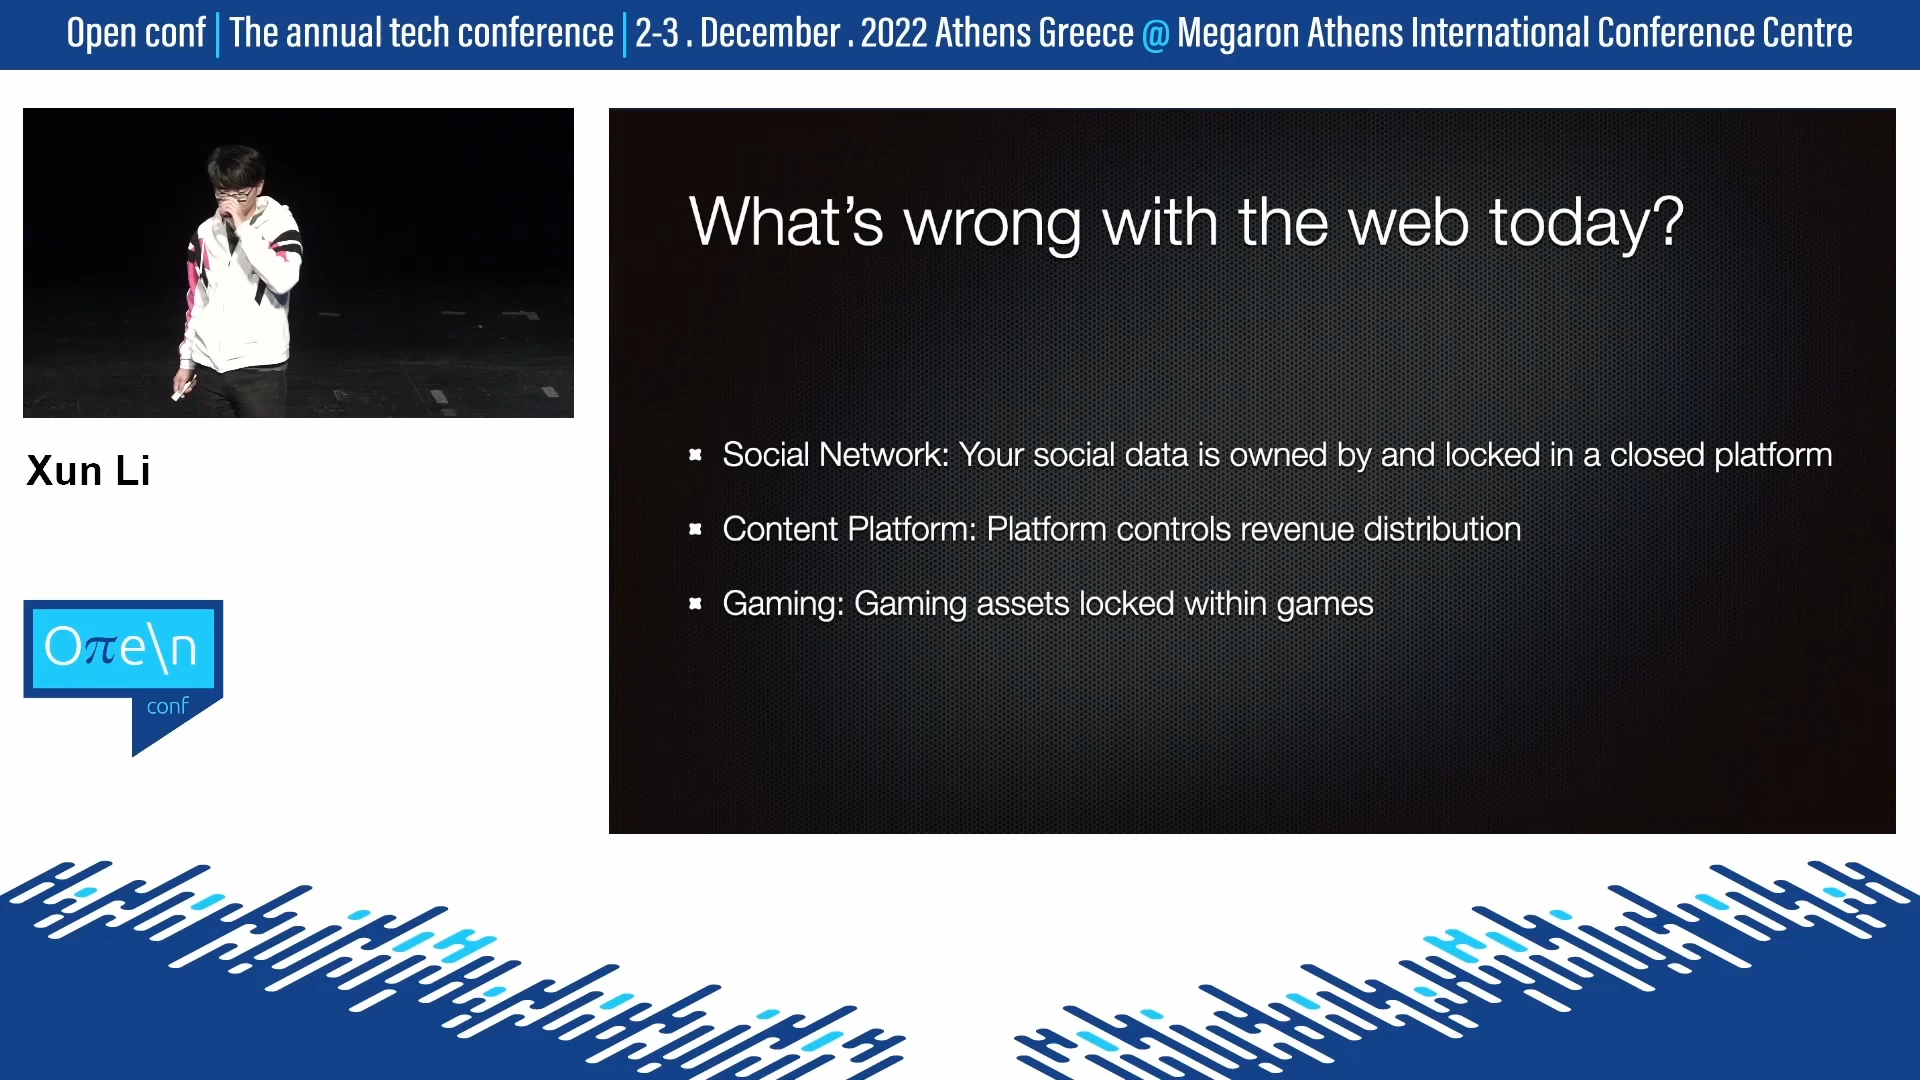 Open conf | The annual tech conference | 2-3 . December . 2022 Athens Greece @ Megaron Athens International Conference Centre
What's wrong with the web today?
Social Network: Your social data is owned by and locked in a closed platform
Content Platform: Platform controls revenue distribution
Gaming: Gaming assets locked within games
Xun Li
Oπe\n
conf